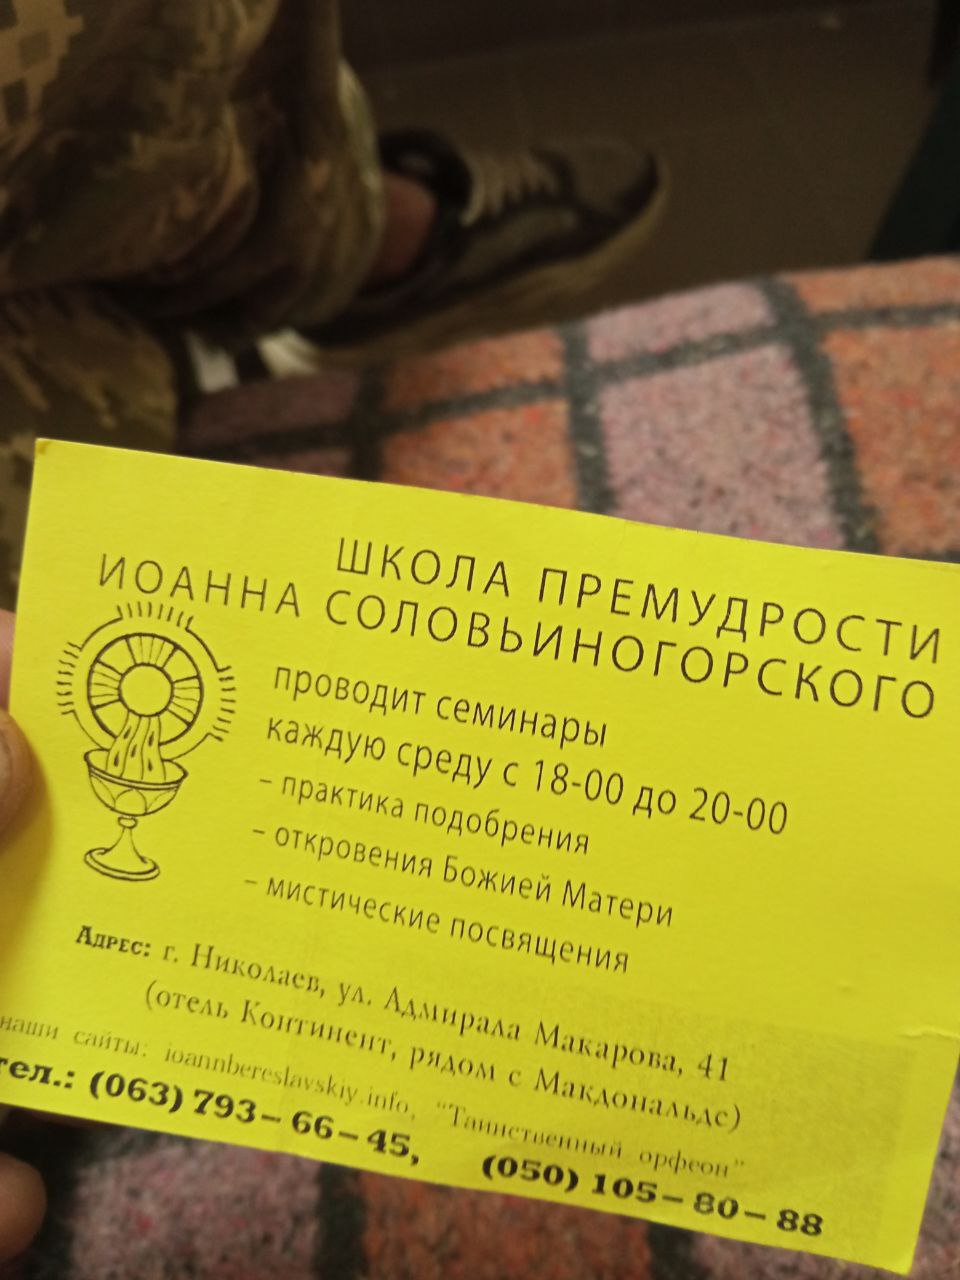 ШКОЛА ПРЕМУДРОСТИ
ИОАННА СОЛОВЬИНОГОРСКОГО
проводит семинары
каждую среду с 18-00 до 20-00
– практика подобрения
– откровения Божией Матери
– мистические посвящения
Адрес: г. Николаев, ул. Адмирала Макарова, 41
(отель Континент, рядом с Макдональдс)
наши сайты: ioannbereslavskiy.info, "Таинственный орфеон"
тел.: (063) 793-66-45, (050) 105-80-88